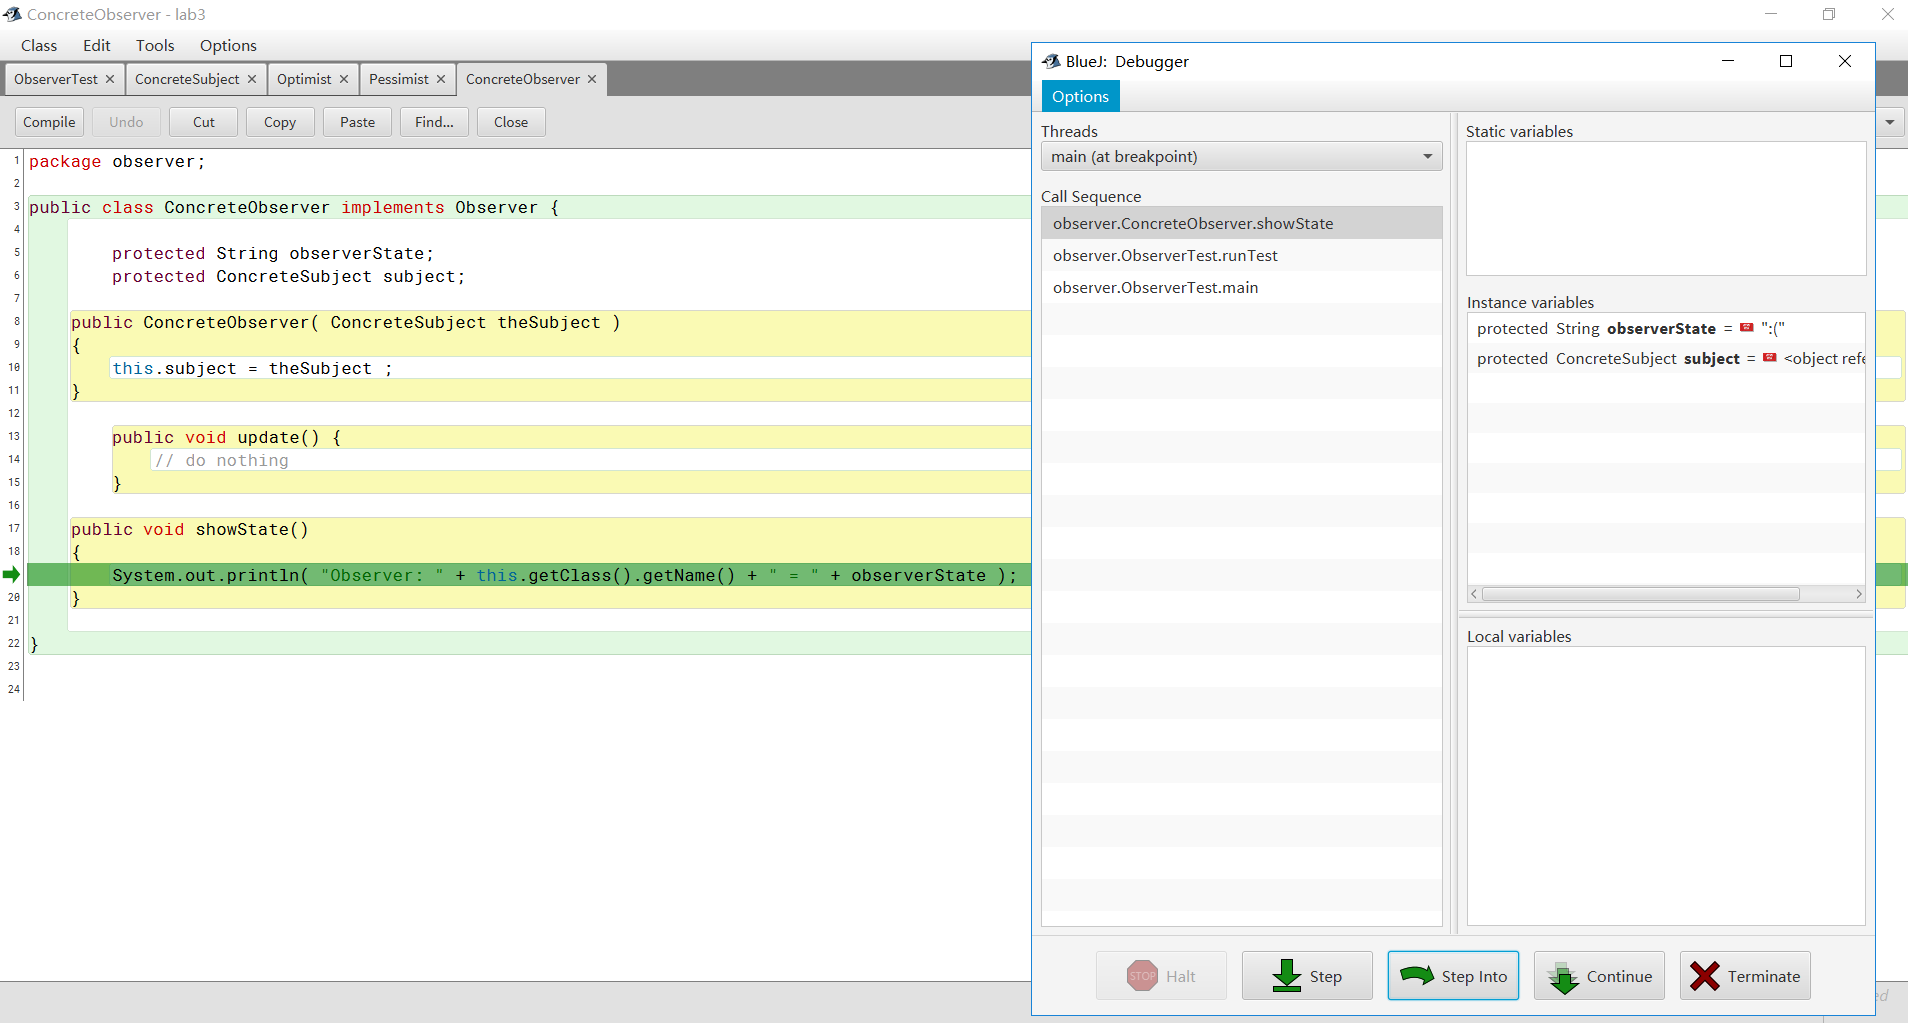 ConcreteObserver - lab3
Class Edit Tools Options
ObserverTest ConcreteSubject Optimist Pessimist ConcreteObserver
Compile Undo Cut Copy Paste Find... Close
1 package observer;
2
3 public class ConcreteObserver implements Observer {
4
5 protected String observerState;
6 protected ConcreteSubject subject;
7
8 public ConcreteObserver( ConcreteSubject theSubject )
9 {
10 this.subject = theSubject ;
11 }
12
13 public void update() {
14 // do nothing
15 }
16
17 public void showState()
18 {
System.out.println( "Observer: " + this.getClass().getName() + " = " + observerState );
20 }
21
22 }
23
24
BlueJ: Debugger
Options
Threads
main (at breakpoint)
Call Sequence
observer.ConcreteObserver.showState
observer.ObserverTest.runTest
observer.ObserverTest.main
Static variables
Instance variables
protected String observerState = ":("
protected ConcreteSubject subject = <object refe
Local variables
STOP Halt
Step
Step Into
Continue
Terminate